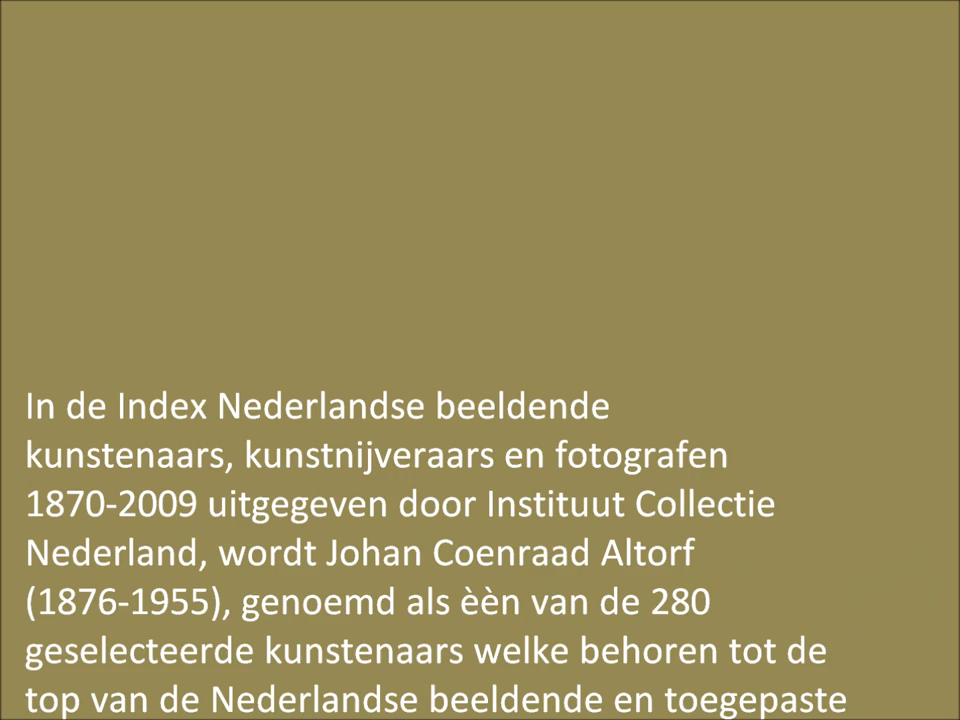 In de Index Nederlandse beeldende
kunstenaars, kunstnijveraars en fotografen
1870-2009 uitgegeven door Instituut Collectie
Nederland, wordt Johan Coenraad Altorf
(1876-1955), genoemd als èèn van de 280
geselecteerde kunstenaars welke behoren tot de
top van de Nederlandse beeldende en toegepaste